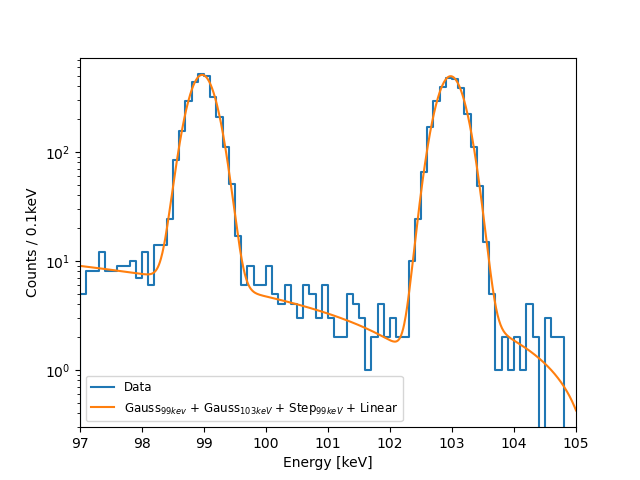 10²
10¹
10⁰
Counts / 0.1keV
Data
Gauss₉₉ₖₑᵥ + Gauss₁₀₃ₖₑV + Step₉₉ₖₑV + Linear
97 98 99 100 101 102 103 104 105
Energy [keV]